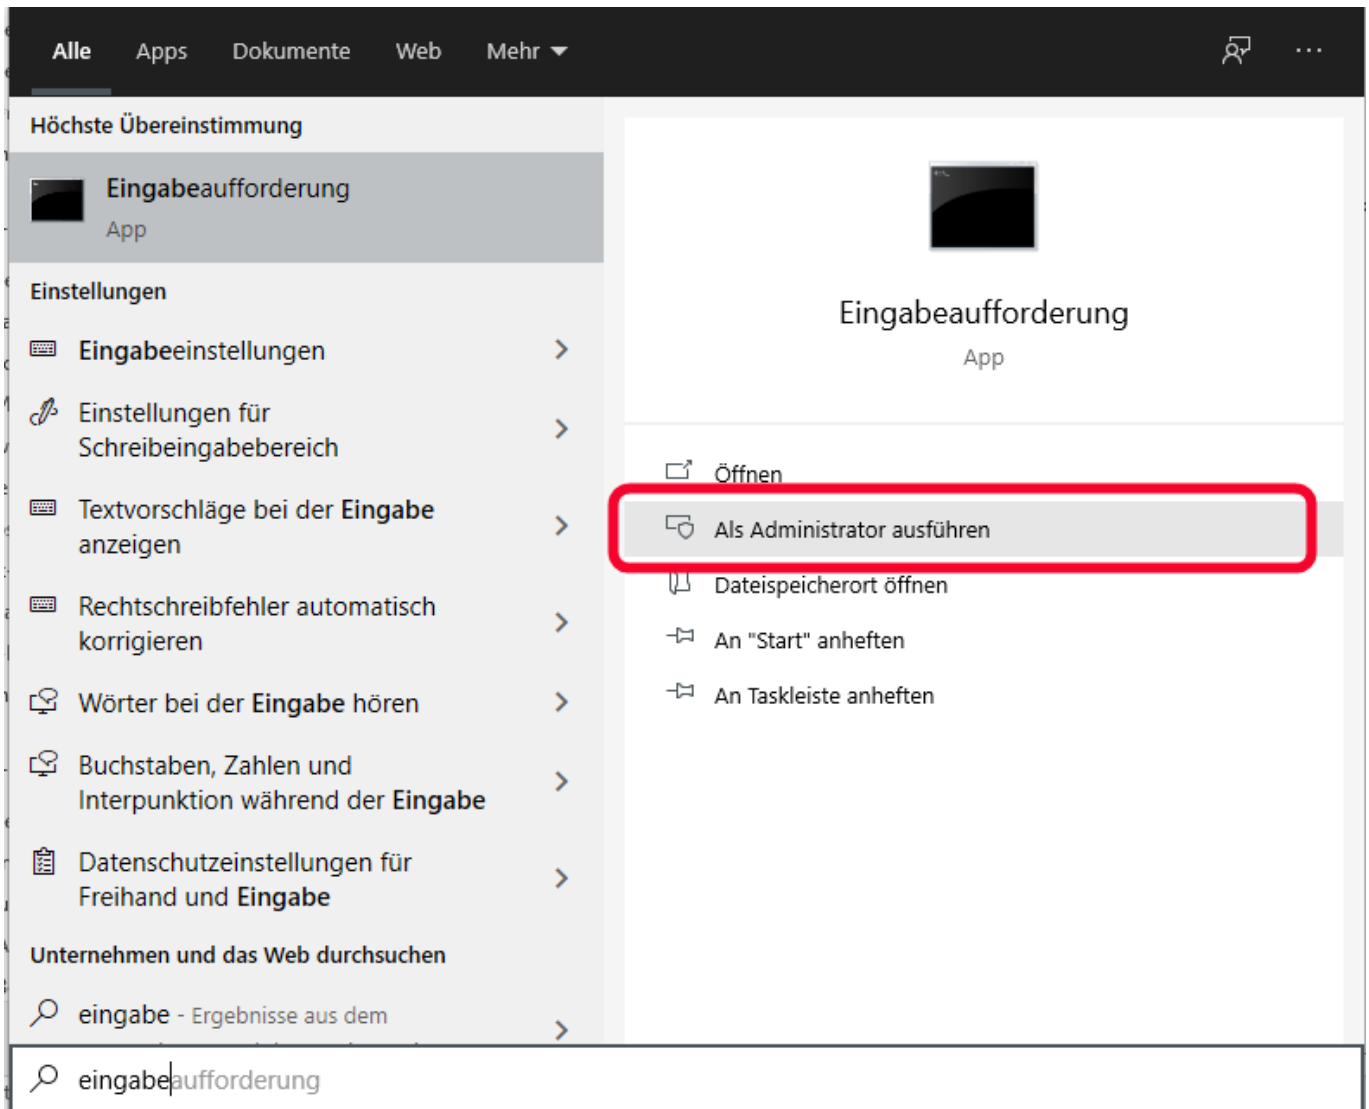 Alle Apps Dokumente Web Mehr
Höchste Übereinstimmung
Eingabeaufforderung
App
Einstellungen
Eingabeeinstellungen
Einstellungen für
Schreibeingabebereich
Textvorschläge bei der Eingabe
anzeigen
Rechtschreibfehler automatisch
korrigieren
Wörter bei der Eingabe hören
Buchstaben, Zahlen und
Interpunktion während der Eingabe
Datenschutzeinstellungen für
Freihand und Eingabe
Unternehmen und das Web durchsuchen
eingabe - Ergebnisse aus dem
Eingabeaufforderung
App
Öffnen
Als Administrator ausführen
Dateispeicherort öffnen
An "Start" anheften
An Taskleiste anheften
eingabeaufforderung